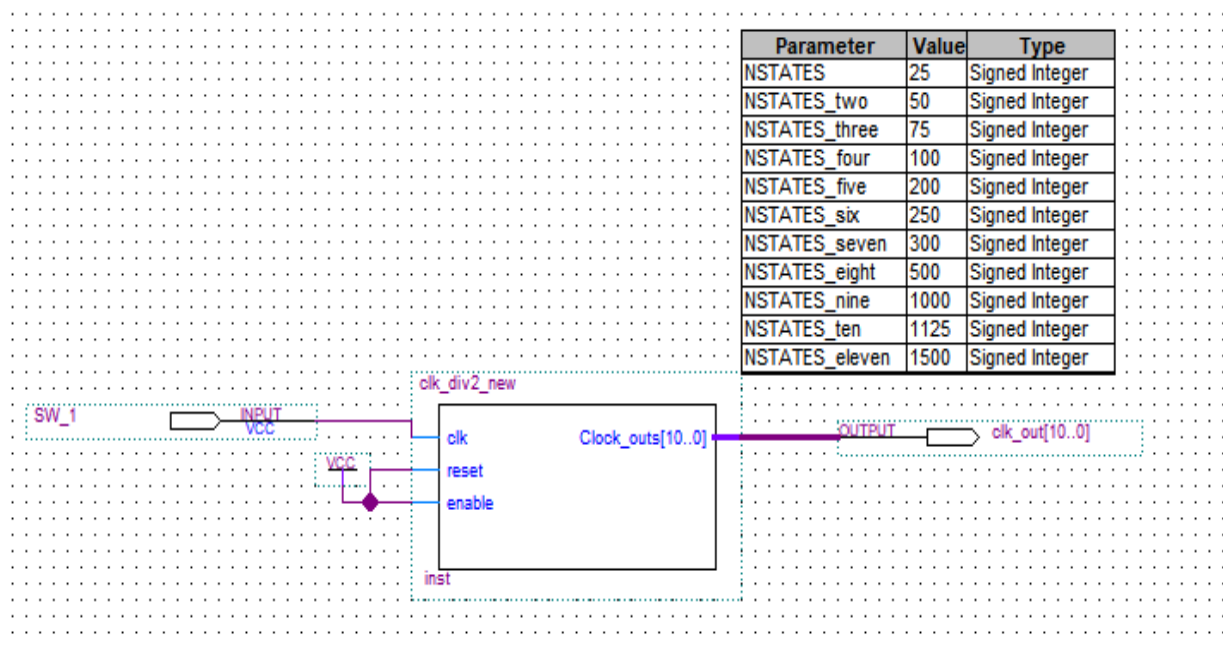 Parameter Value Type
NSTATES 25 Signed Integer
NSTATES_two 50 Signed Integer
NSTATES_three 75 Signed Integer
NSTATES_four 100 Signed Integer
NSTATES_five 200 Signed Integer
NSTATES_six 250 Signed Integer
NSTATES_seven 300 Signed Integer
NSTATES_eight 500 Signed Integer
NSTATES_nine 1000 Signed Integer
NSTATES_ten 1125 Signed Integer
NSTATES_eleven 1500 Signed Integer
clk_div2_new
SW_1 INPUT
VCC
clk Clock_outs[10..0] OUTPUT clk_out[10..0]
VCC
reset
enable
inst